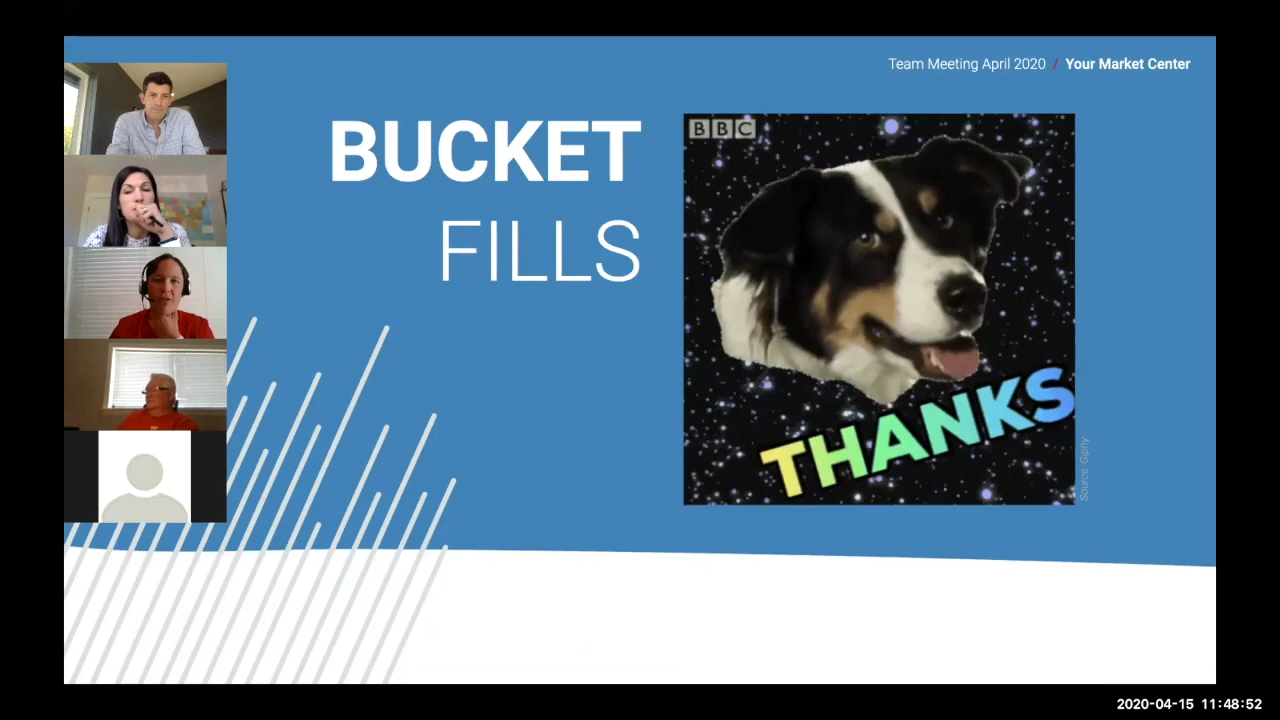 Team Meeting April 2020 / Your Market Center
BUCKET
FILLS
BBC
THANKS
Source: Giphy
2020-04-15 11:48:52